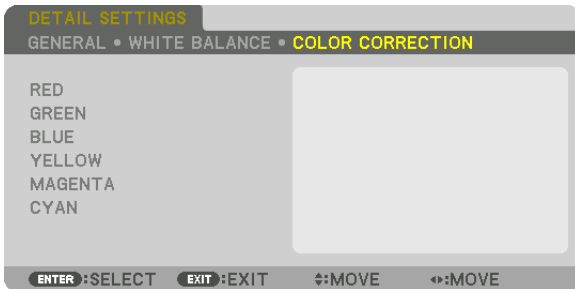 DETAIL SETTINGS
GENERAL • WHITE BALANCE • COLOR CORRECTION
RED
GREEN
BLUE
YELLOW
MAGENTA
CYAN
ENTER :SELECT EXIT :EXIT ♦:MOVE ◂▸:MOVE